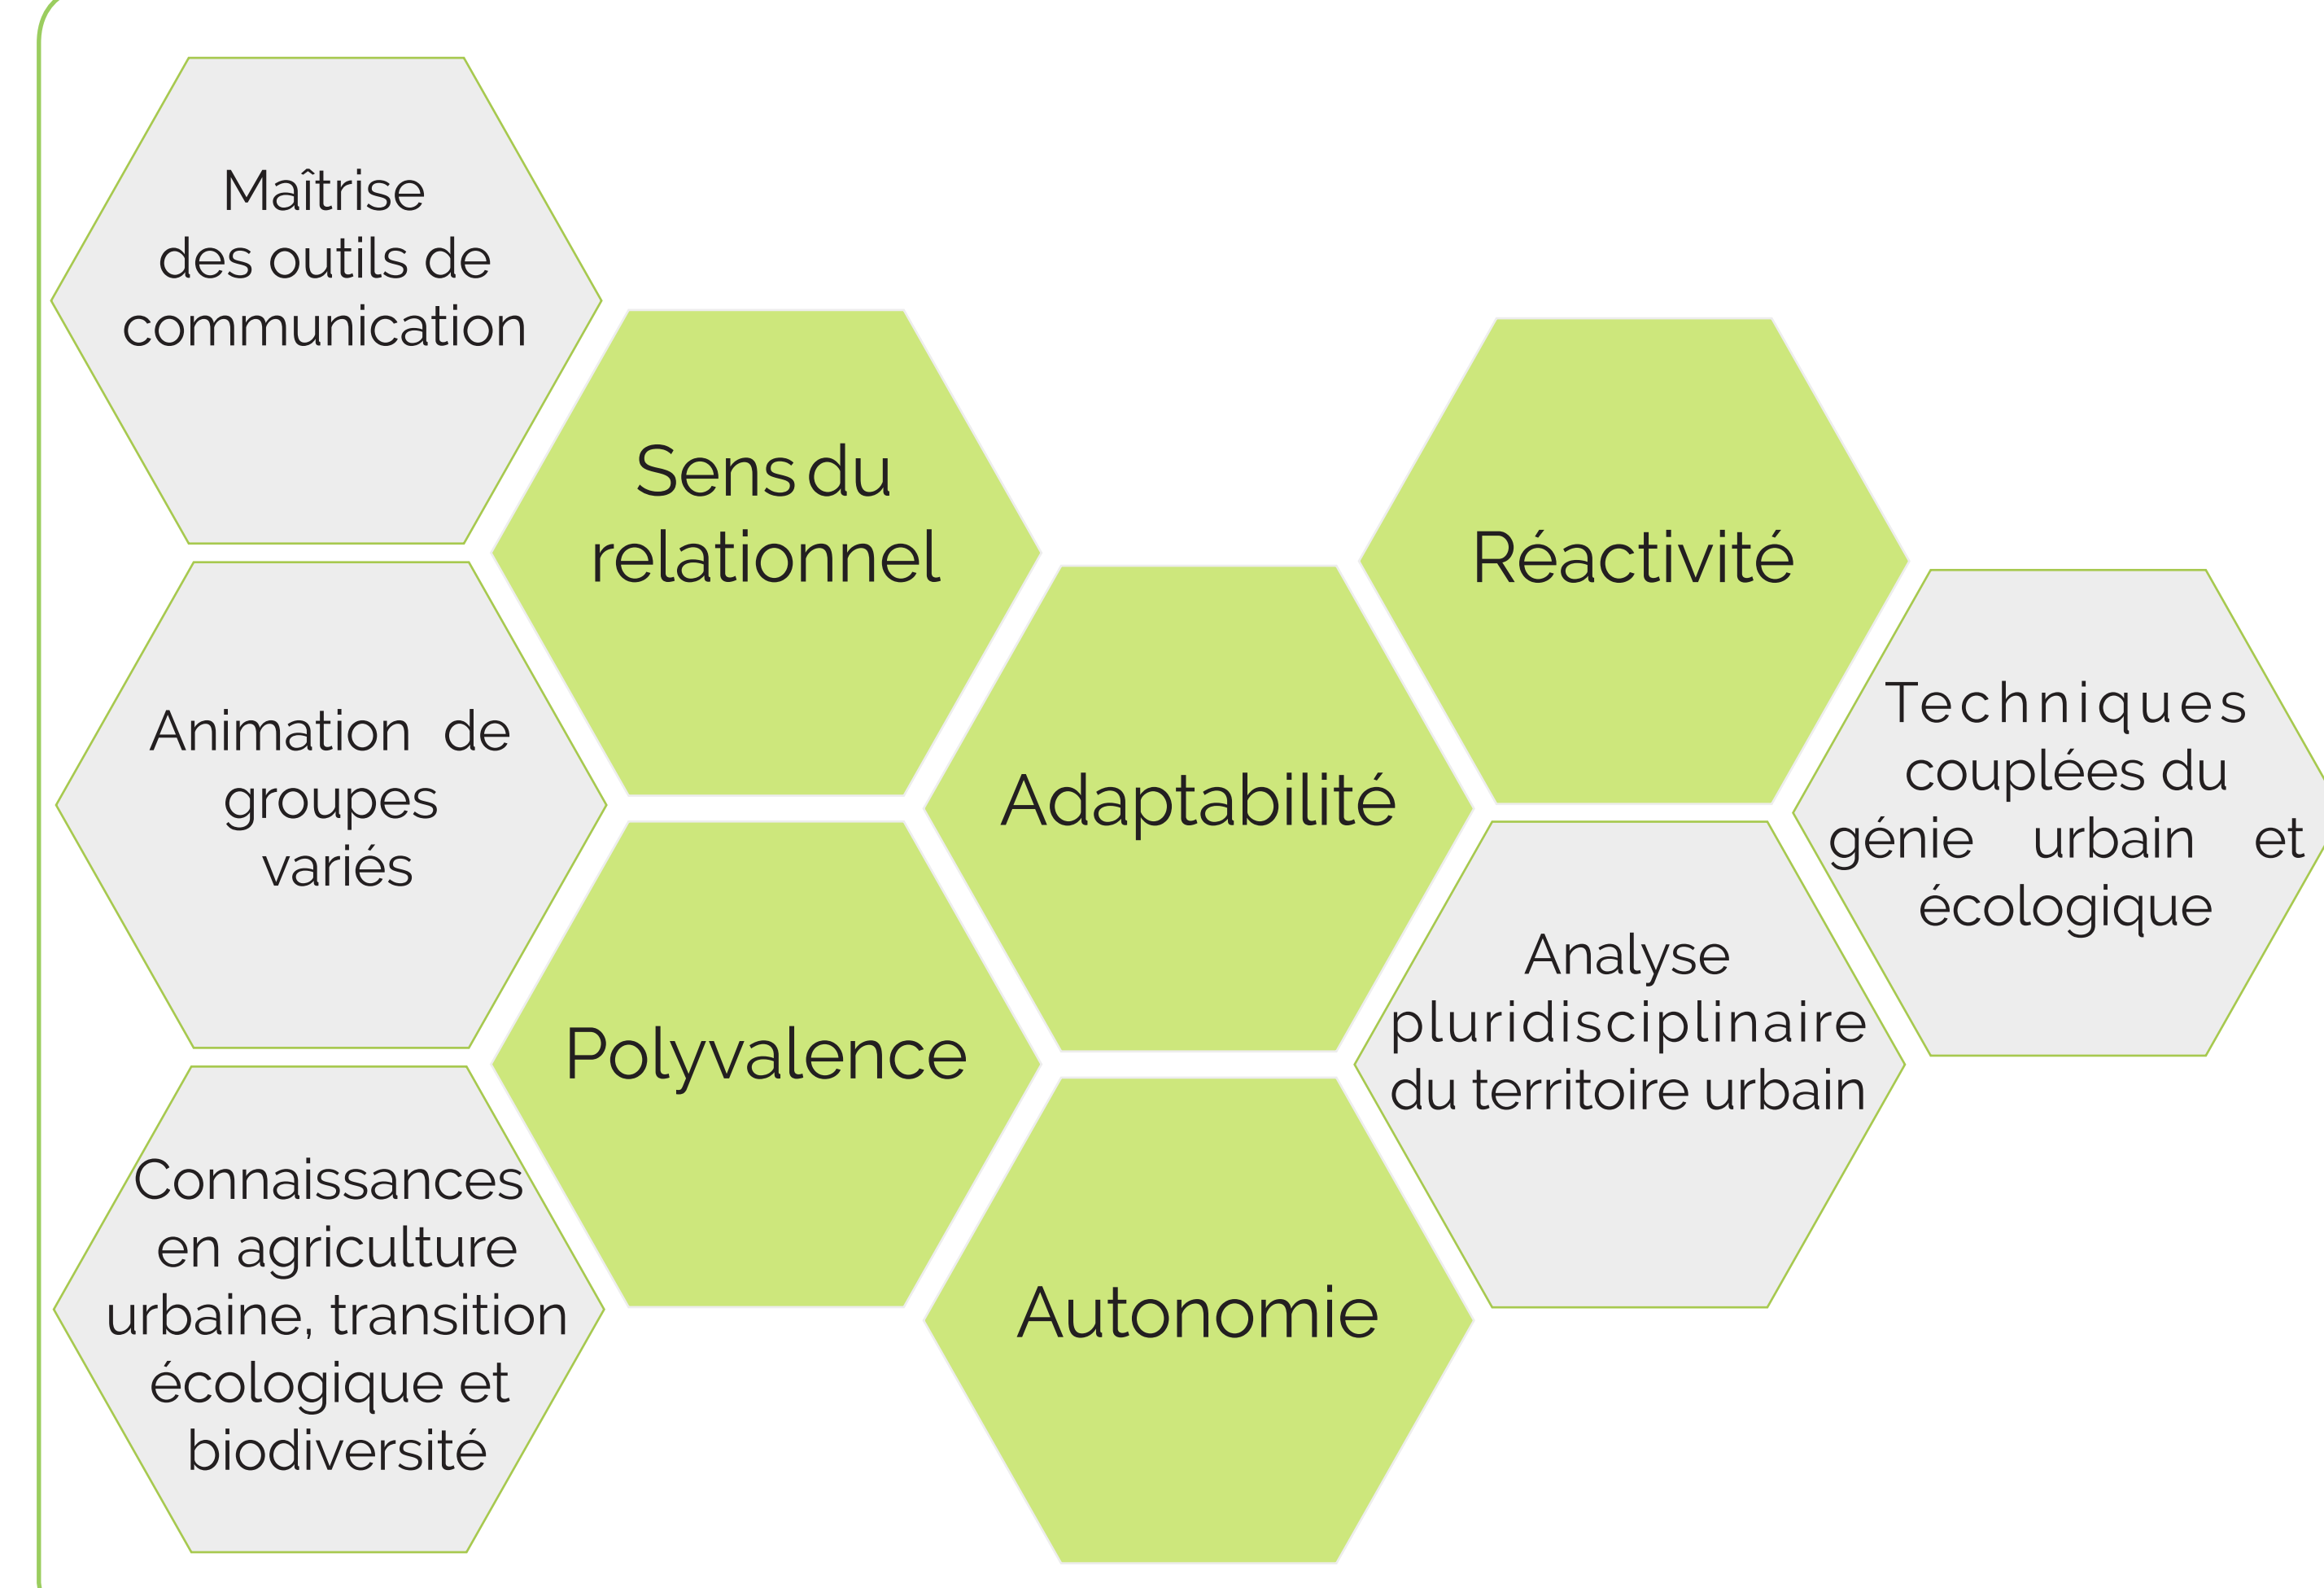 Maîtrise
des outils de
communication
Sens du
relationnel
Réactivité
Animation de
groupes
variés
Adaptabilité
Techniques
couplées du
génie urbain et
écologique
Polyvalence
Analyse
pluridisciplinaire
du territoire urbain
Connaissances
en agriculture
urbaine, transition
écologique et
biodiversité
Autonomie